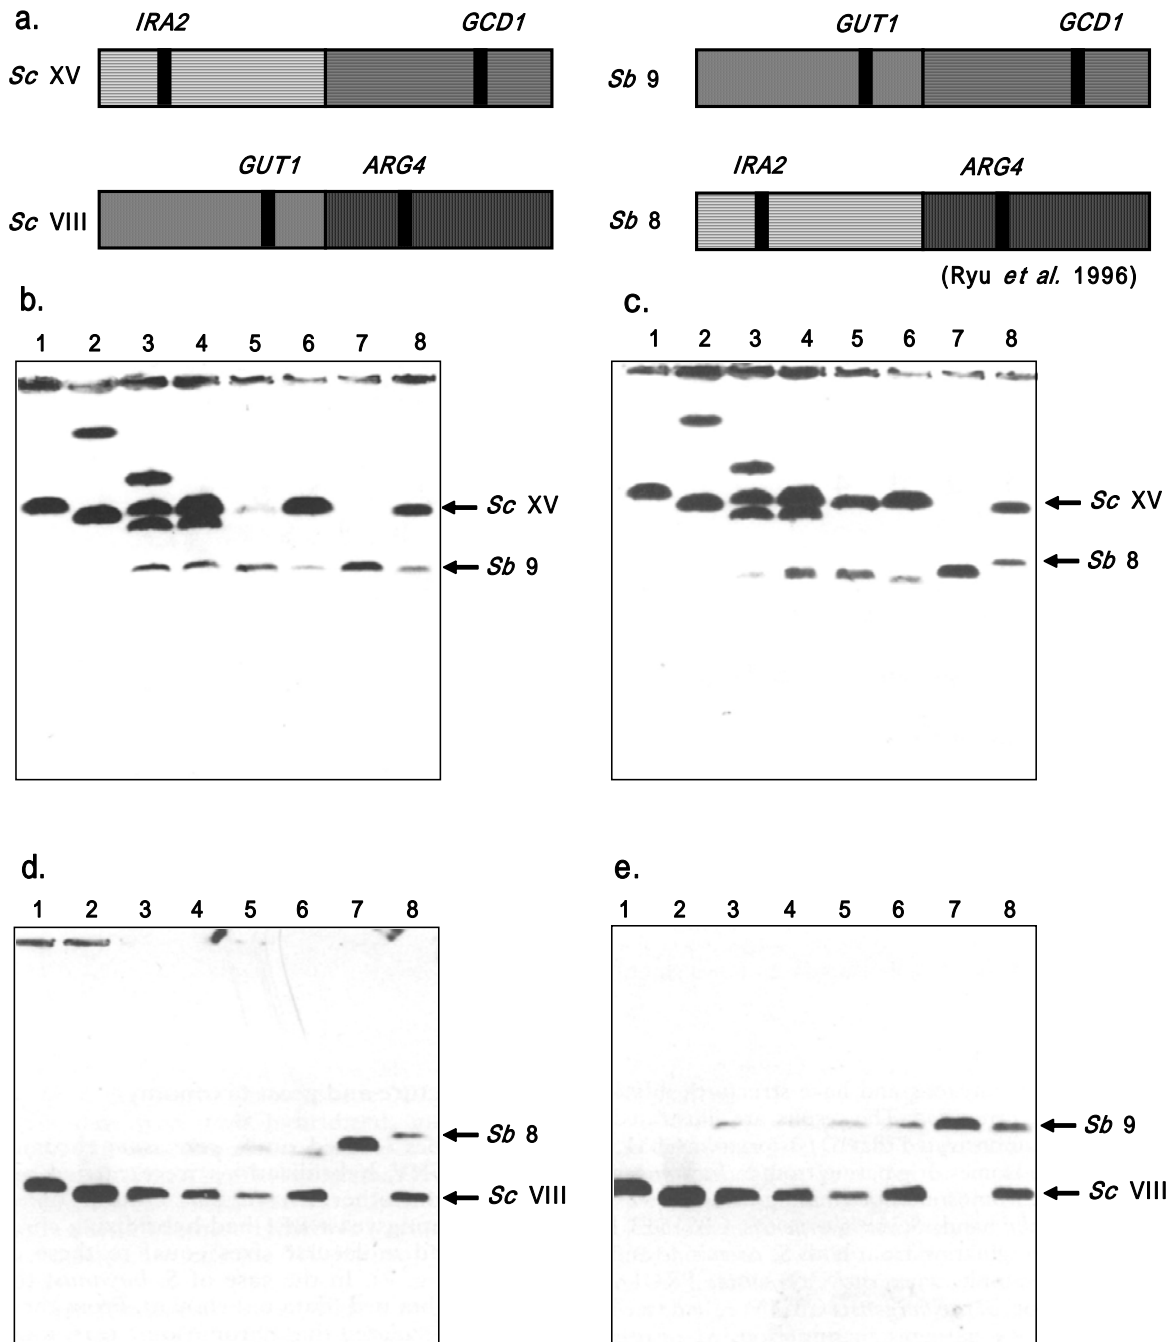 a.
IRA2 GCD1
Sc XV
GUT1 GCD1
Sb 9
GUT1 ARG4
Sc VIII
IRA2 ARG4
Sb 8
(Ryu et al. 1996)
b.
1 2 3 4 5 6 7 8
Sc XV
Sb 9
c.
1 2 3 4 5 6 7 8
Sc XV
Sb 8
d.
1 2 3 4 5 6 7 8
Sb 8
Sc VIII
e.
1 2 3 4 5 6 7 8
Sb 9
Sc VIII